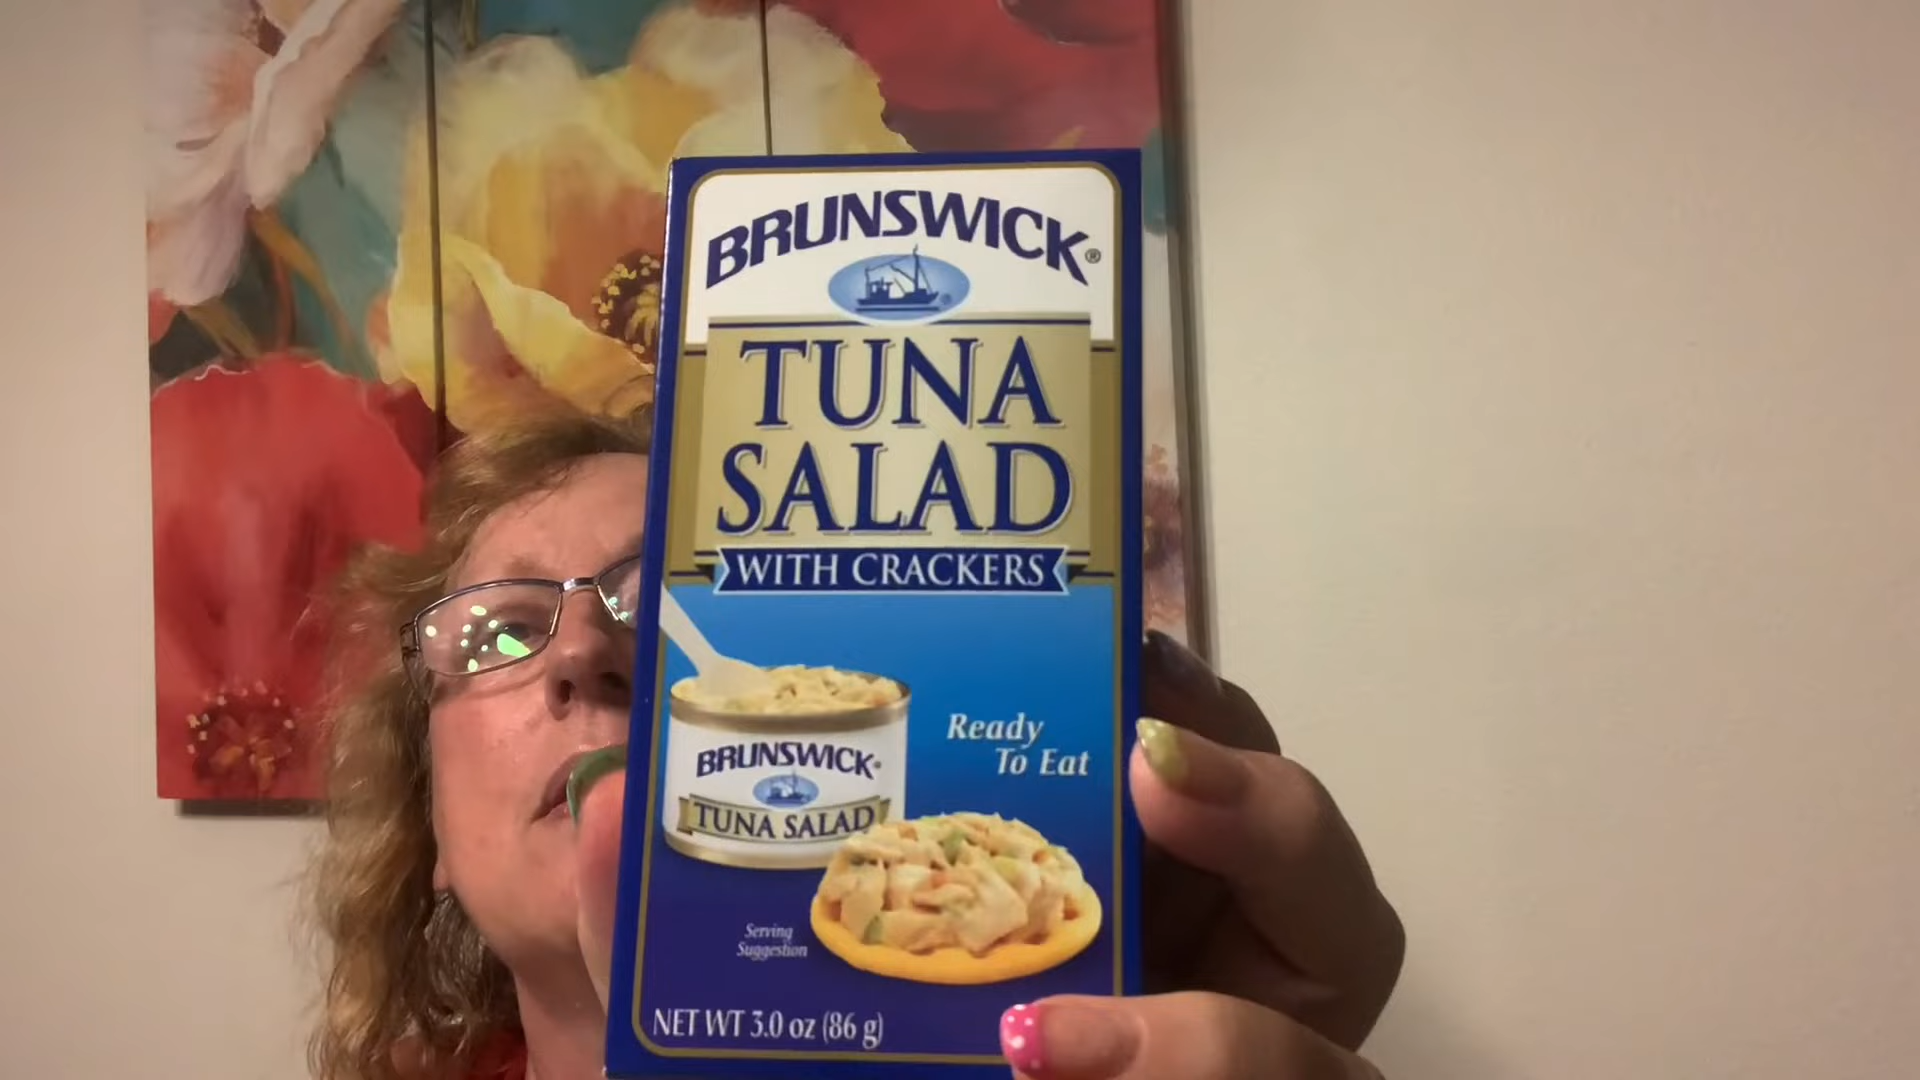 BRUNSWICK®
TUNA
SALAD
WITH CRACKERS
Ready
To Eat
BRUNSWICK®
TUNA SALAD
Serving
Suggestion
NET WT 3.0 oz (86 g)